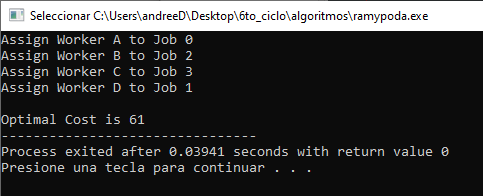 Seleccionar C:\Users\andreeD\Desktop\6to_ciclo\algoritmos\ramypoda.exe
Assign Worker A to Job 0
Assign Worker B to Job 2
Assign Worker C to Job 3
Assign Worker D to Job 1
Optimal Cost is 61
--------------------------------
Process exited after 0.03941 seconds with return value 0
Presione una tecla para continuar . . .